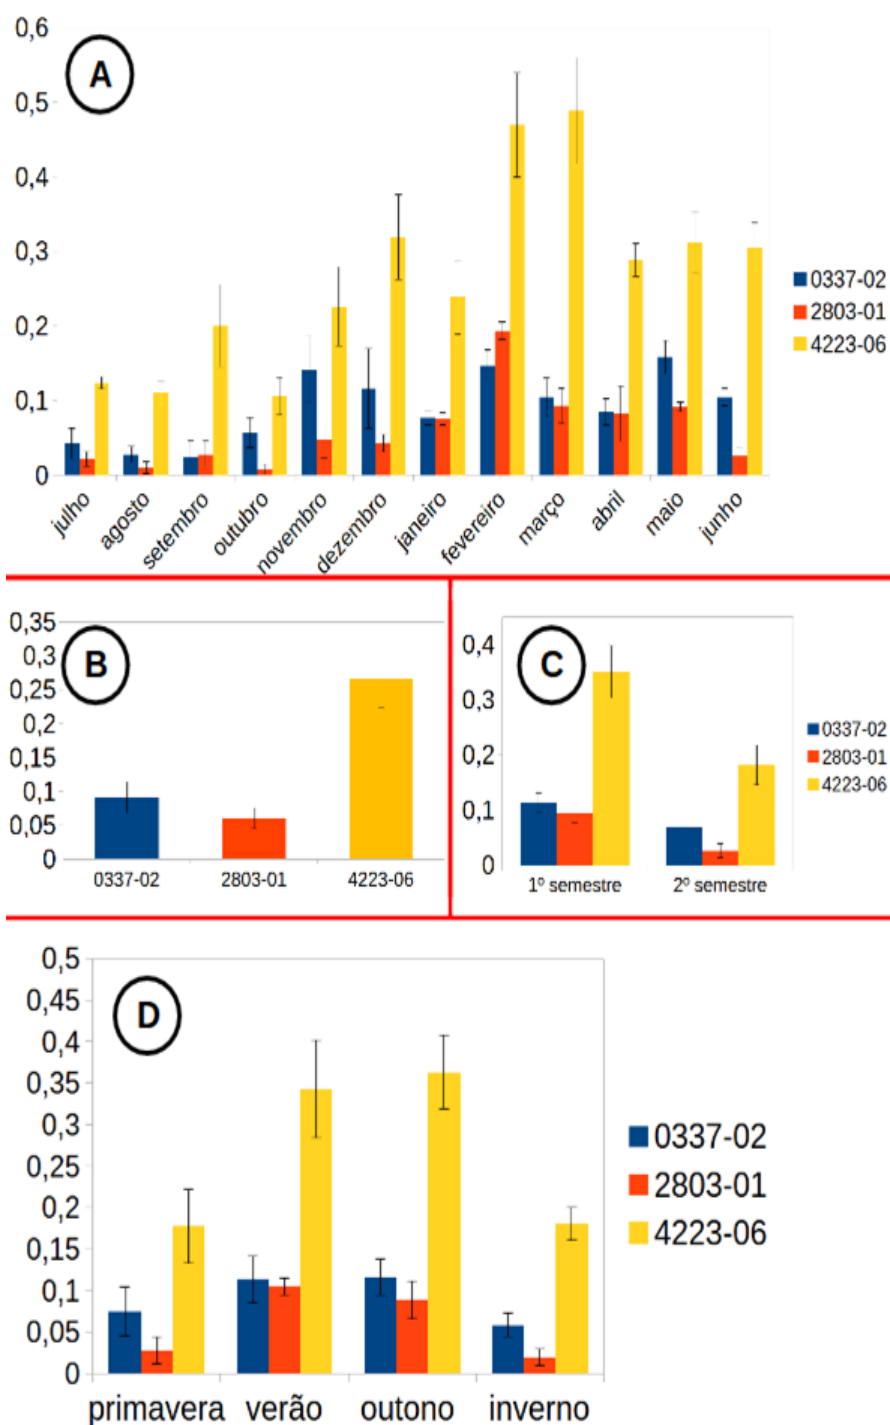 0,6
A
0,5
0,4
0,3
0337-02
2803-01
0,2
4223-06
0,1
0
julho
agosto
setembro
outubro
novembro
dezembro
janeiro
fevereiro
março
abril
maio
junho
0,35
0,3
B
0,25
0,2
0,15
0,1
0,05
0
0337-02 2803-01 4223-06
0,4
C
0,3
0337-02
0,2
2803-01
4223-06
0,1
0
1º semestre 2º semestre
0,5
0,45
D
0,4
0,35
0,3
0337-02
0,25
2803-01
0,2
4223-06
0,15
0,1
0,05
0
primavera verão outono inverno